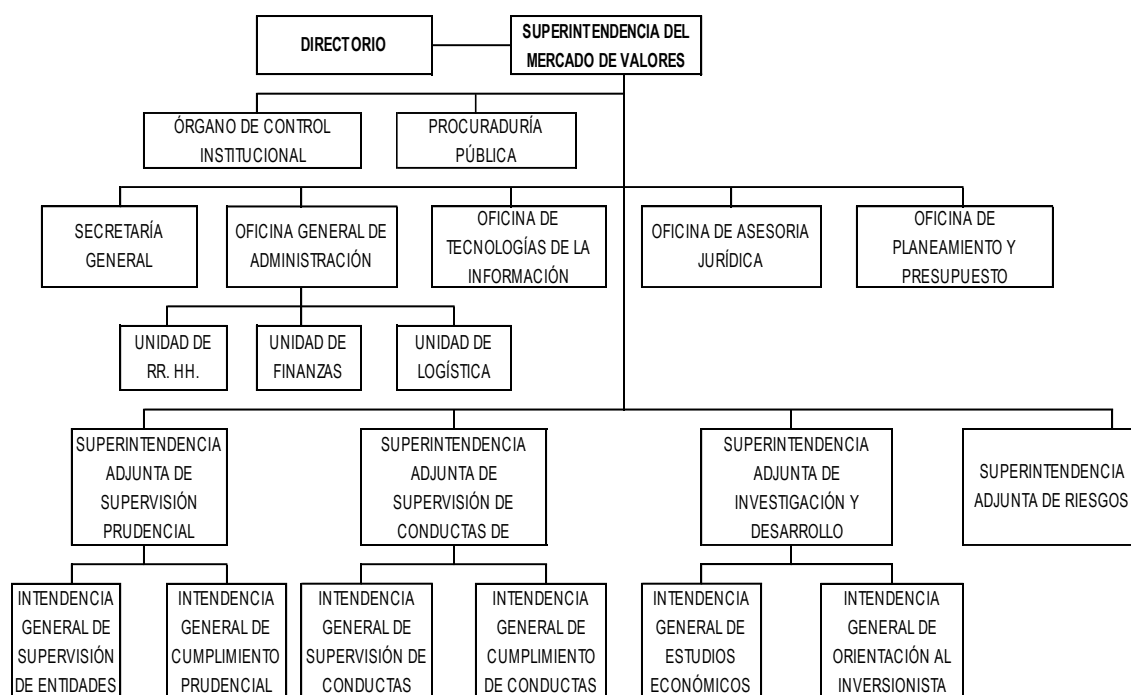 DIRECTORIO
SUPERINTENDENCIA DEL
MERCADO DE VALORES
ÓRGANO DE CONTROL
INSTITUCIONAL
PROCURADURÍA
PÚBLICA
SECRETARÍA
GENERAL
OFICINA GENERAL DE
ADMINISTRACIÓN
OFICINA DE
TECNOLOGÍAS DE LA
INFORMACIÓN
OFICINA DE ASESORIA
JURÍDICA
OFICINA DE
PLANEAMIENTO Y
PRESUPUESTO
UNIDAD DE
RR. HH.
UNIDAD DE
FINANZAS
UNIDAD DE
LOGÍSTICA
SUPERINTENDENCIA
ADJUNTA DE
SUPERVISIÓN
PRUDENCIAL
SUPERINTENDENCIA
ADJUNTA DE
SUPERVISIÓN DE
CONDUCTAS DE
SUPERINTENDENCIA
ADJUNTA DE
INVESTIGACIÓN Y
DESARROLLO
SUPERINTENDENCIA
ADJUNTA DE RIESGOS
INTENDENCIA
GENERAL DE
SUPERVISIÓN
DE ENTIDADES
INTENDENCIA
GENERAL DE
CUMPLIMIENTO
PRUDENCIAL
INTENDENCIA
GENERAL DE
SUPERVISIÓN DE
CONDUCTAS
INTENDENCIA
GENERAL DE
CUMPLIMIENTO
DE CONDUCTAS
INTENDENCIA
GENERAL DE
ESTUDIOS
ECONÓMICOS
INTENDENCIA
GENERAL DE
ORIENTACIÓN AL
INVERSIONISTA